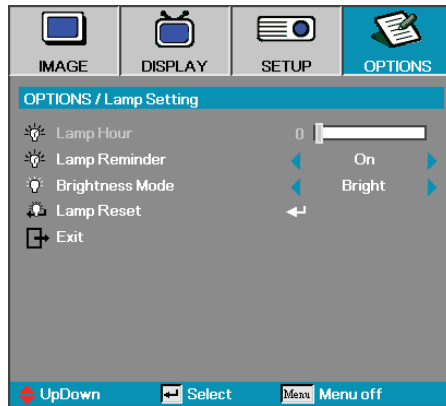 IMAGE DISPLAY SETUP OPTIONS
OPTIONS / Lamp Setting
Lamp Hour 0
Lamp Reminder On
Brightness Mode Bright
Lamp Reset
Exit
UpDown Select Menu Menu off